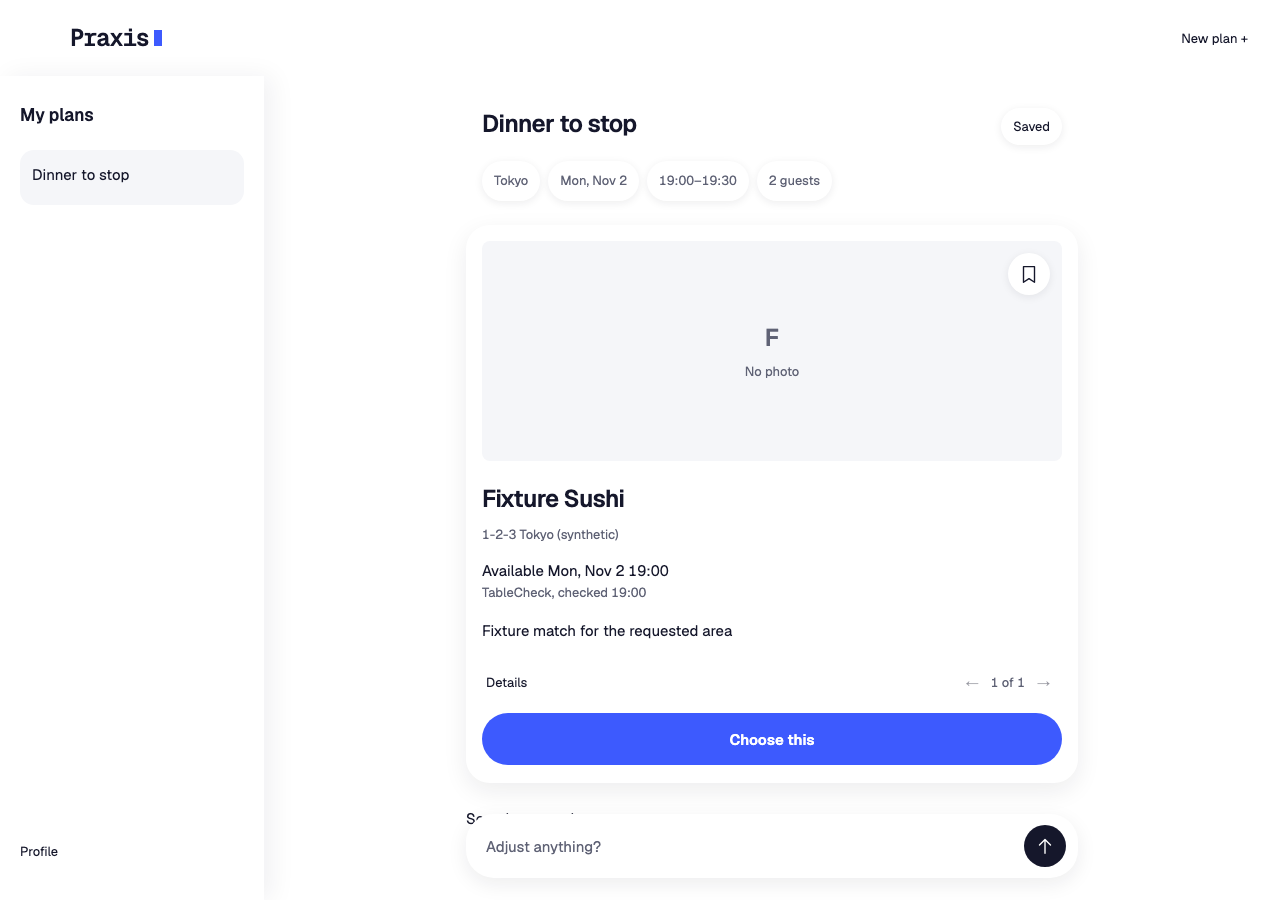 Praxis
New plan +
My plans
Dinner to stop
Profile
Dinner to stop
Saved
Tokyo
Mon, Nov 2
19:00–19:30
2 guests
F
No photo
Fixture Sushi
1-2-3 Tokyo (synthetic)
Available Mon, Nov 2 19:00
TableCheck, checked 19:00
Fixture match for the requested area
Details
← 1 of 1 →
Choose this
Adjust anything?